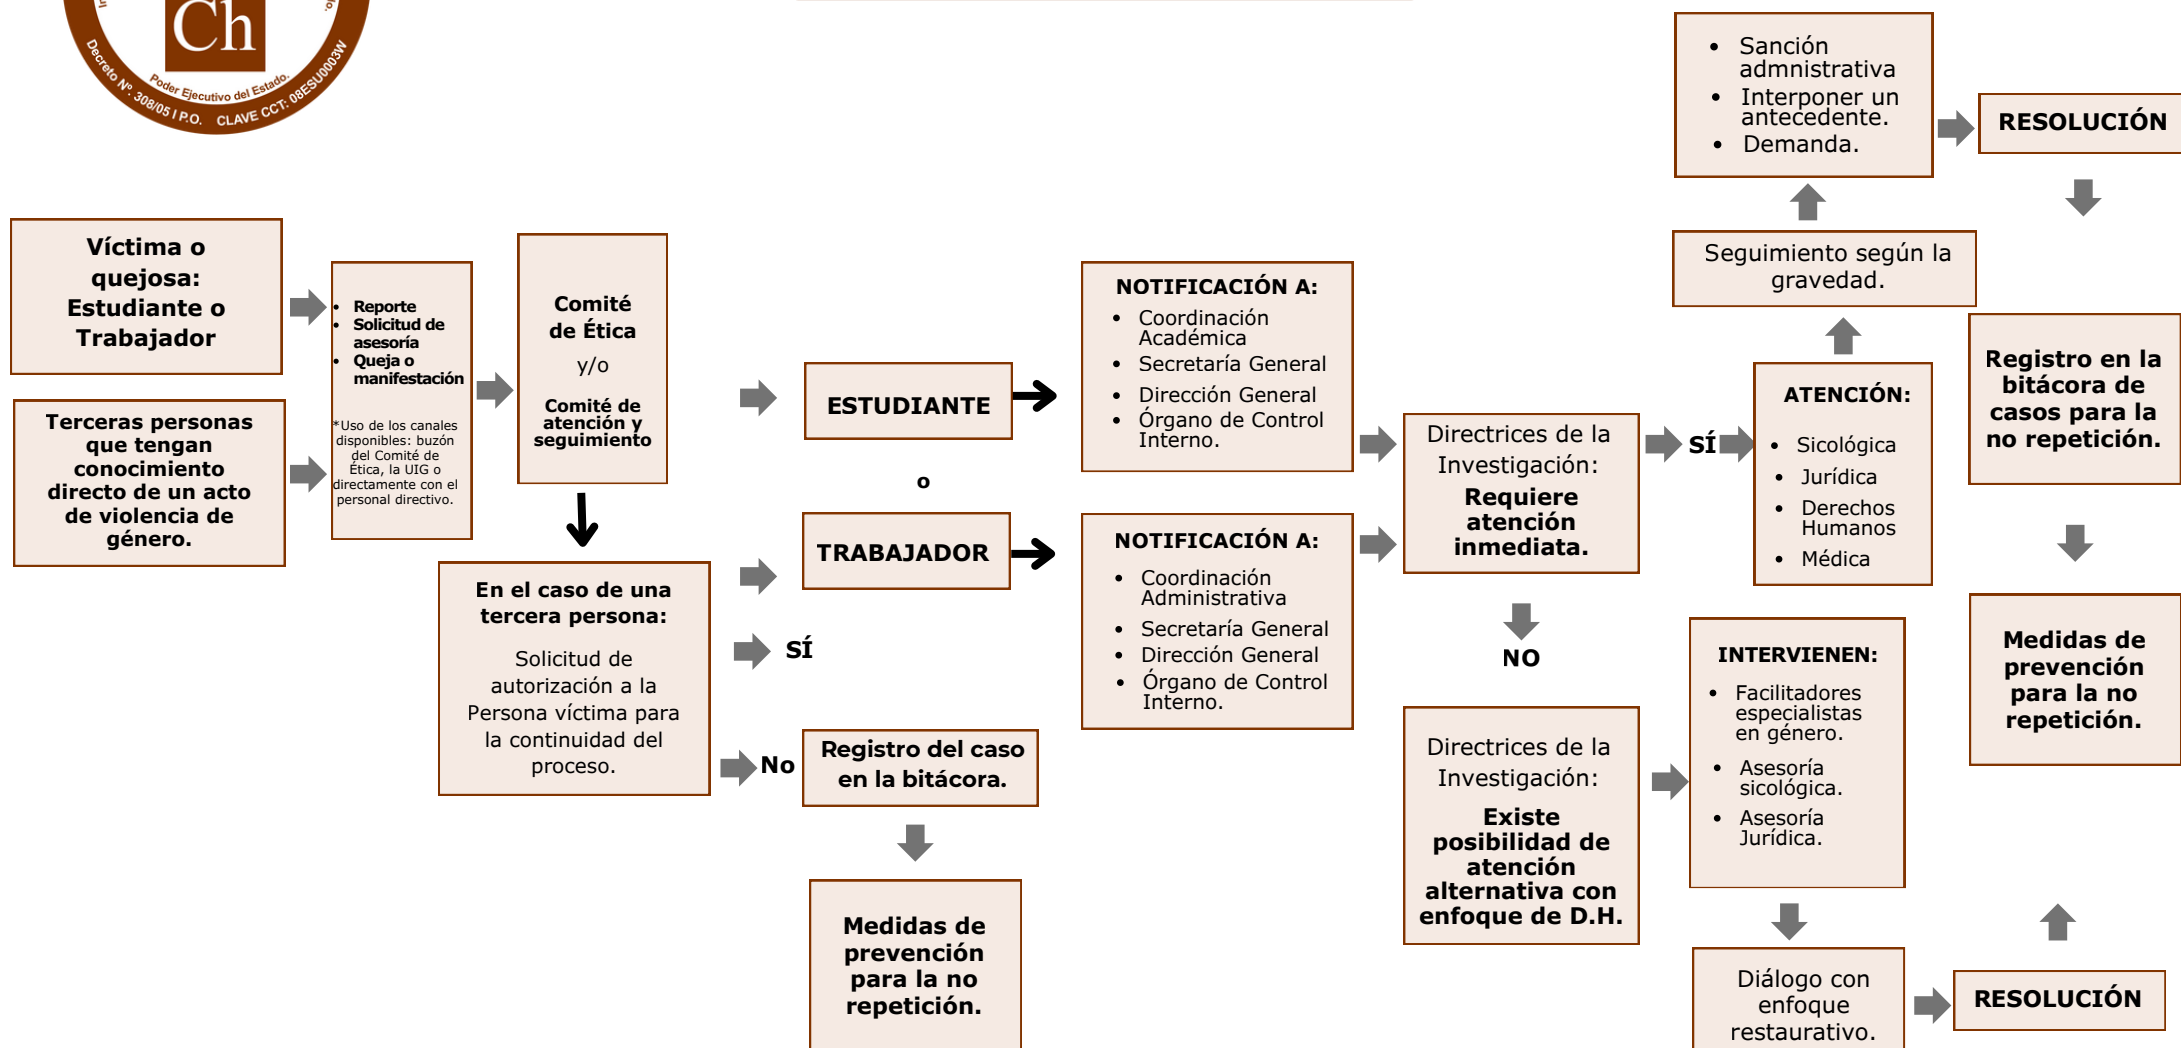 Ch
Poder Ejecutivo del Estado.
Decreto Nº. 308/05 I P.O. CLAVE CCT: 08ESU0003W
Víctima o
quejosa:
Estudiante o
Trabajador
Terceras personas
que tengan
conocimiento
directo de un acto
de violencia de
género.
• Reporte
• Solicitud de
asesoría
• Queja o
manifestación
*Uso de los canales
disponibles: buzón
del Comité de
Ética, la UIG o
directamente con el
personal directivo.
Comité
de Ética
y/o
Comité de
atención y
seguimiento
En el caso de una
tercera persona:
Solicitud de
autorización a la
Persona víctima para
la continuidad del
proceso.
ESTUDIANTE
o
TRABAJADOR
SÍ
No
Registro del caso
en la bitácora.
Medidas de
prevención
para la no
repetición.
NOTIFICACIÓN A:
• Coordinación
Académica
• Secretaría General
• Dirección General
• Órgano de Control
Interno.
NOTIFICACIÓN A:
• Coordinación
Administrativa
• Secretaría General
• Dirección General
• Órgano de Control
Interno.
Directrices de la
Investigación:
Requiere
atención
inmediata.
SÍ
NO
Directrices de la
Investigación:
Existe
posibilidad de
atención
alternativa con
enfoque de D.H.
ATENCIÓN:
• Sicológica
• Jurídica
• Derechos
Humanos
• Médica
Seguimiento según la
gravedad.
• Sanción
admnistrativa
• Interponer un
antecedente.
• Demanda.
RESOLUCIÓN
Registro en la
bitácora de
casos para la
no repetición.
Medidas de
prevención
para la no
repetición.
INTERVIENEN:
• Facilitadores
especialistas
en género.
• Asesoría
sicológica.
• Asesoría
Jurídica.
Diálogo con
enfoque
restaurativo.
RESOLUCIÓN